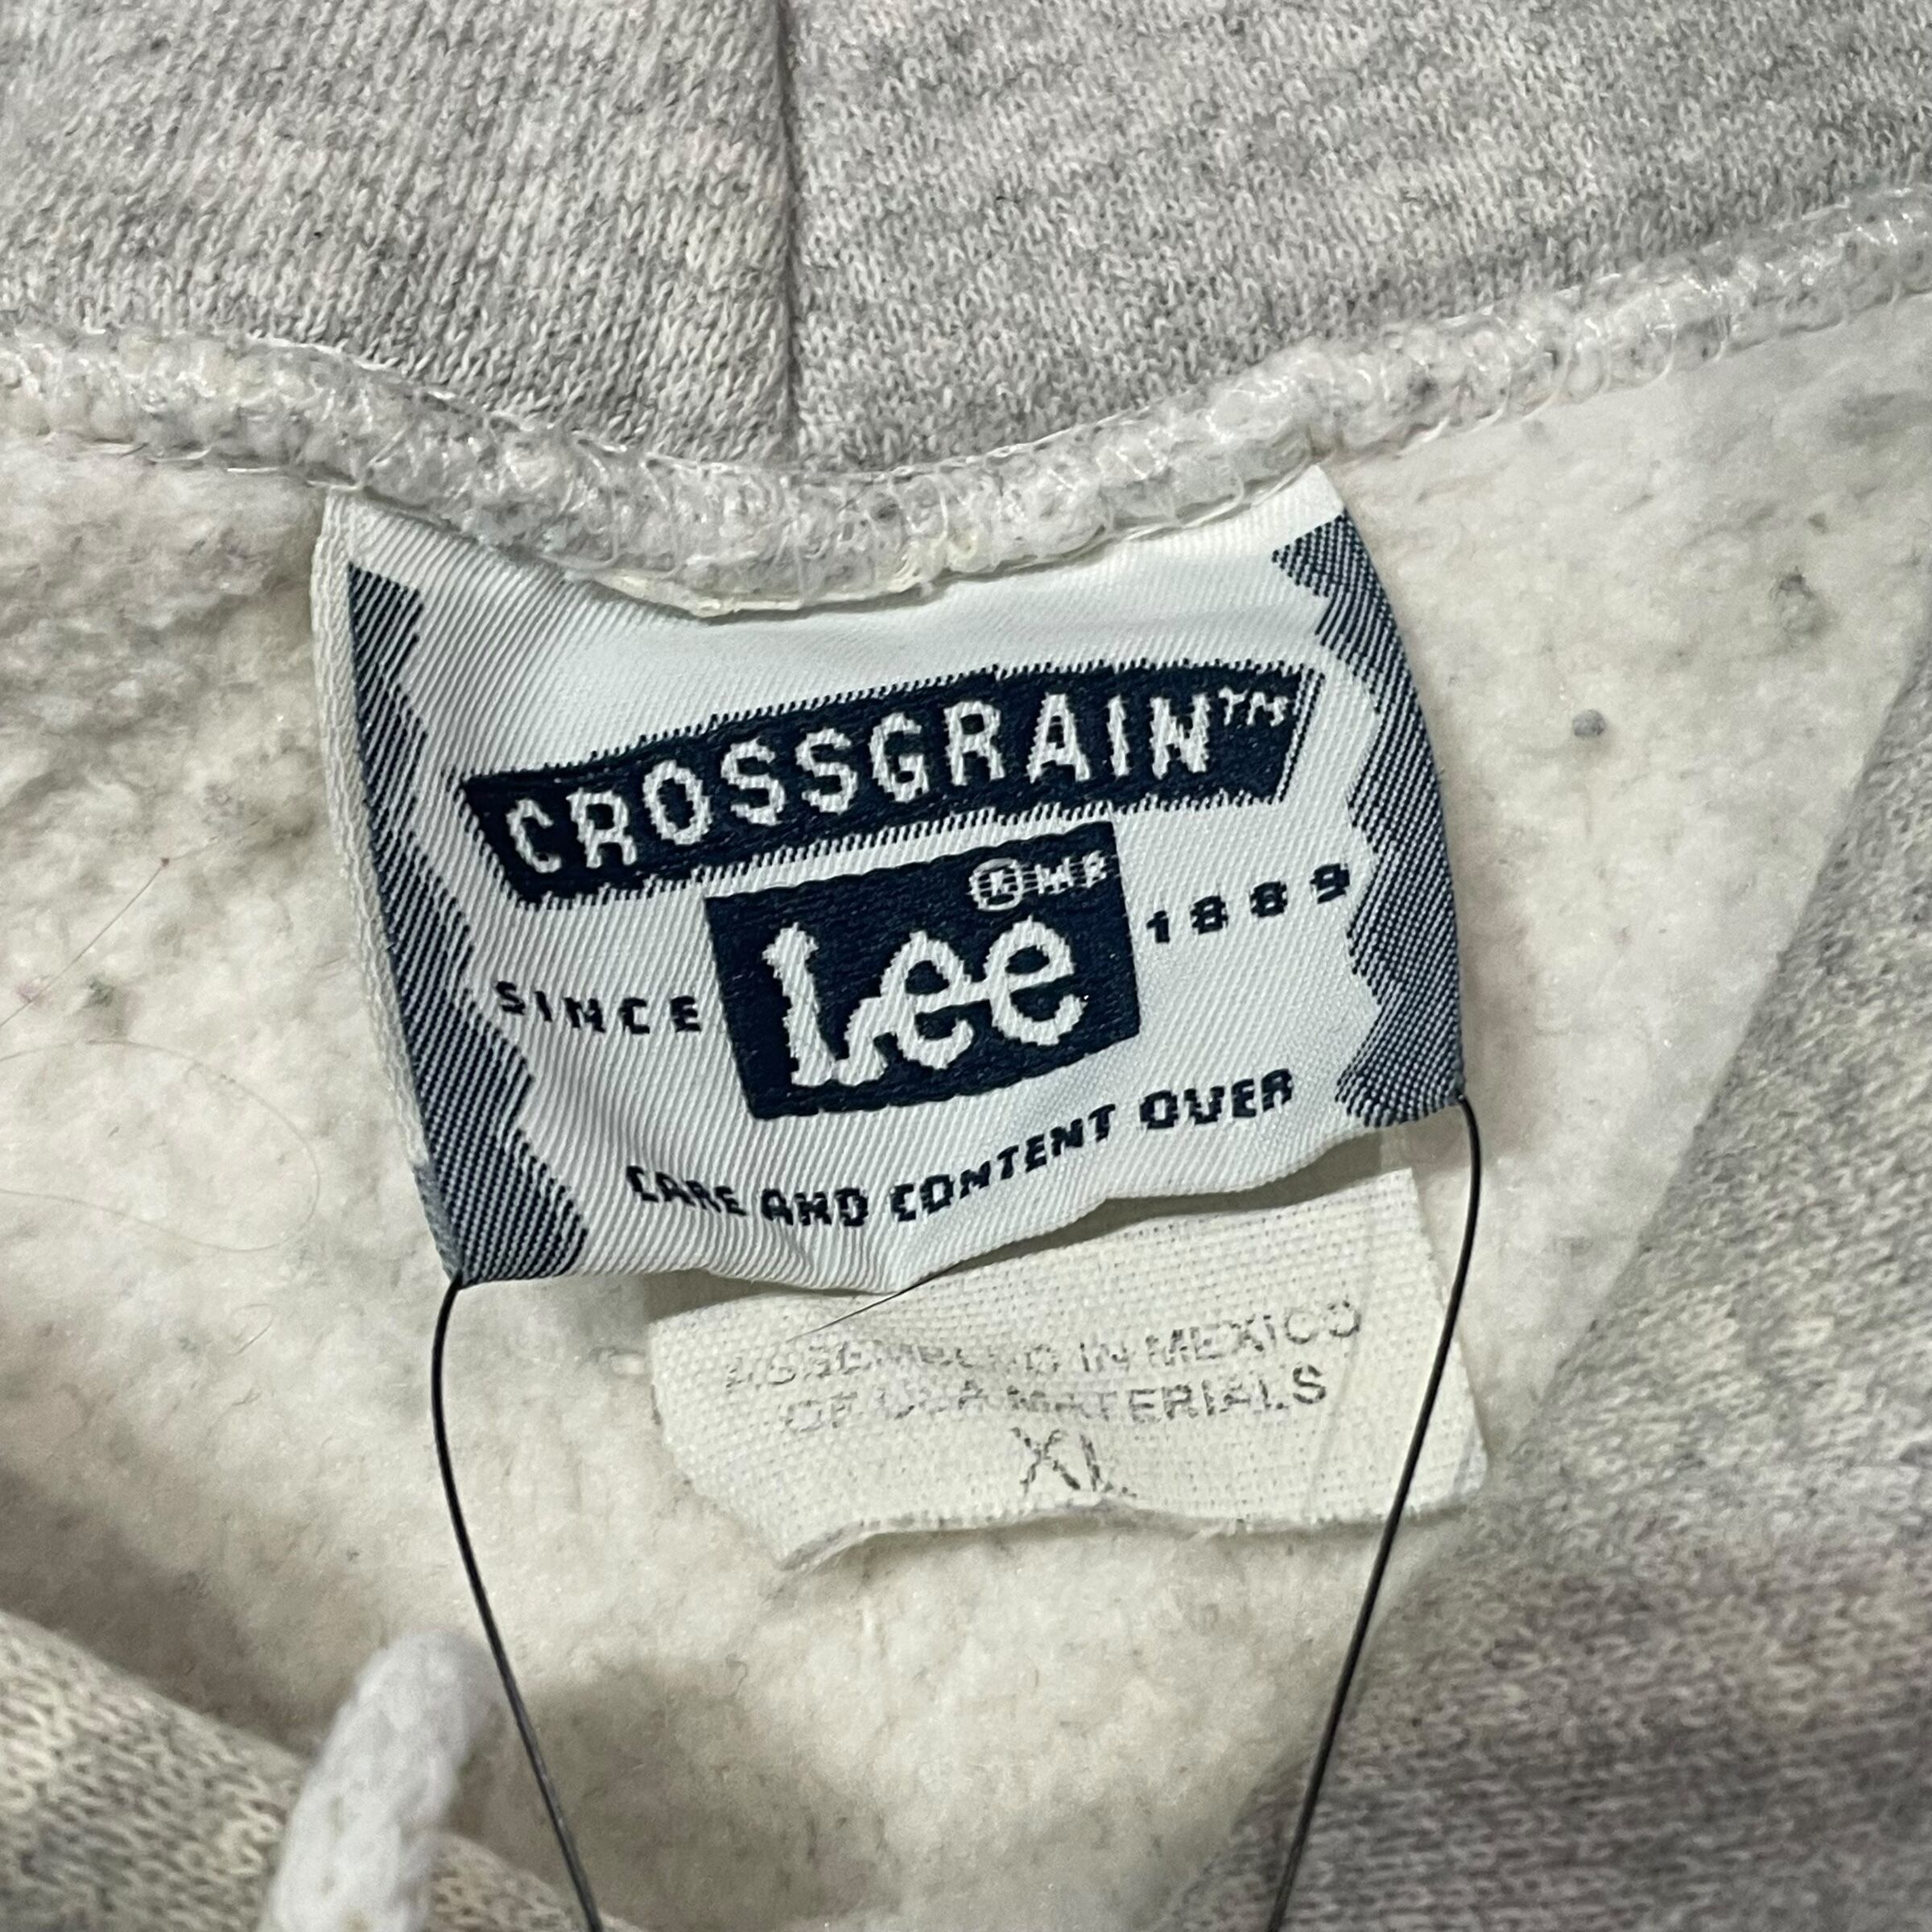 CROSSGRAIN™
® MR
Lee
SINCE 1889
CARE AND CONTENT OVER
ASSEMBLED IN MEXICO
OF USA MATERIALS
XL